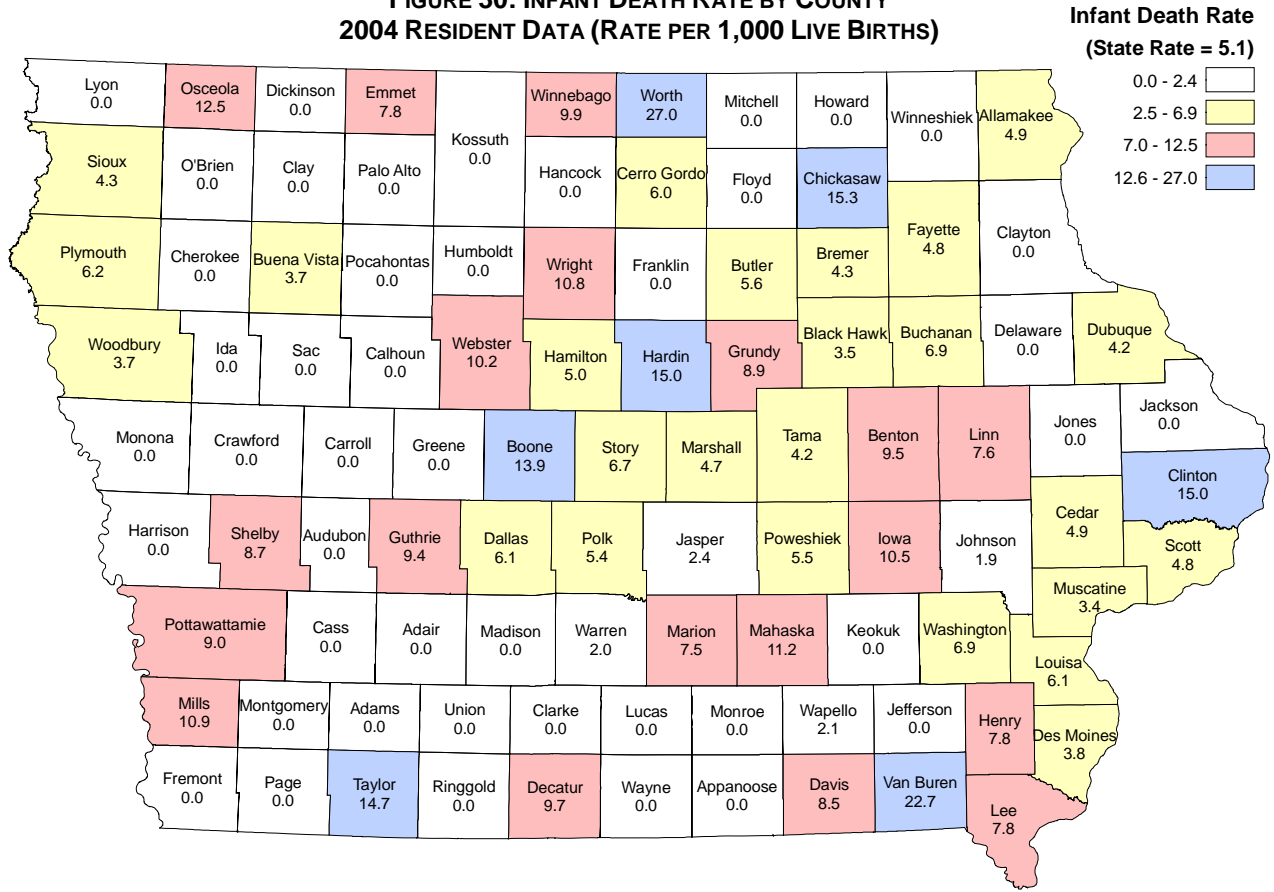 FIGURE 30: INFANT DEATH RATE BY COUNTY
2004 RESIDENT DATA (RATE PER 1,000 LIVE BIRTHS)
Infant Death Rate
(State Rate = 5.1)
0.0 - 2.4
2.5 - 6.9
7.0 - 12.5
12.6 - 27.0
Lyon
0.0
Osceola
12.5
Dickinson
0.0
Emmet
7.8
Kossuth
0.0
Winnebago
9.9
Worth
27.0
Mitchell
0.0
Howard
0.0
Winneshiek
0.0
Allamakee
4.9
Sioux
4.3
O'Brien
0.0
Clay
0.0
Palo Alto
0.0
Hancock
0.0
Cerro Gordo
6.0
Floyd
0.0
Chickasaw
15.3
Fayette
4.8
Clayton
0.0
Plymouth
6.2
Cherokee
0.0
Buena Vista
3.7
Pocahontas
0.0
Humboldt
0.0
Wright
10.8
Franklin
0.0
Butler
5.6
Bremer
4.3
Woodbury
3.7
Ida
0.0
Sac
0.0
Calhoun
0.0
Webster
10.2
Hamilton
5.0
Hardin
15.0
Grundy
8.9
Black Hawk
3.5
Buchanan
6.9
Delaware
0.0
Dubuque
4.2
Monona
0.0
Crawford
0.0
Carroll
0.0
Greene
0.0
Boone
13.9
Story
6.7
Marshall
4.7
Tama
4.2
Benton
9.5
Linn
7.6
Jones
0.0
Jackson
0.0
Clinton
15.0
Harrison
0.0
Shelby
8.7
Audubon
0.0
Guthrie
9.4
Dallas
6.1
Polk
5.4
Jasper
2.4
Poweshiek
5.5
Iowa
10.5
Johnson
1.9
Cedar
4.9
Scott
4.8
Muscatine
3.4
Pottawattamie
9.0
Cass
0.0
Adair
0.0
Madison
0.0
Warren
2.0
Marion
7.5
Mahaska
11.2
Keokuk
0.0
Washington
6.9
Louisa
6.1
Mills
10.9
Montgomery
0.0
Adams
0.0
Union
0.0
Clarke
0.0
Lucas
0.0
Monroe
0.0
Wapello
2.1
Jefferson
0.0
Henry
7.8
Des Moines
3.8
Fremont
0.0
Page
0.0
Taylor
14.7
Ringgold
0.0
Decatur
9.7
Wayne
0.0
Appanoose
0.0
Davis
8.5
Van Buren
22.7
Lee
7.8